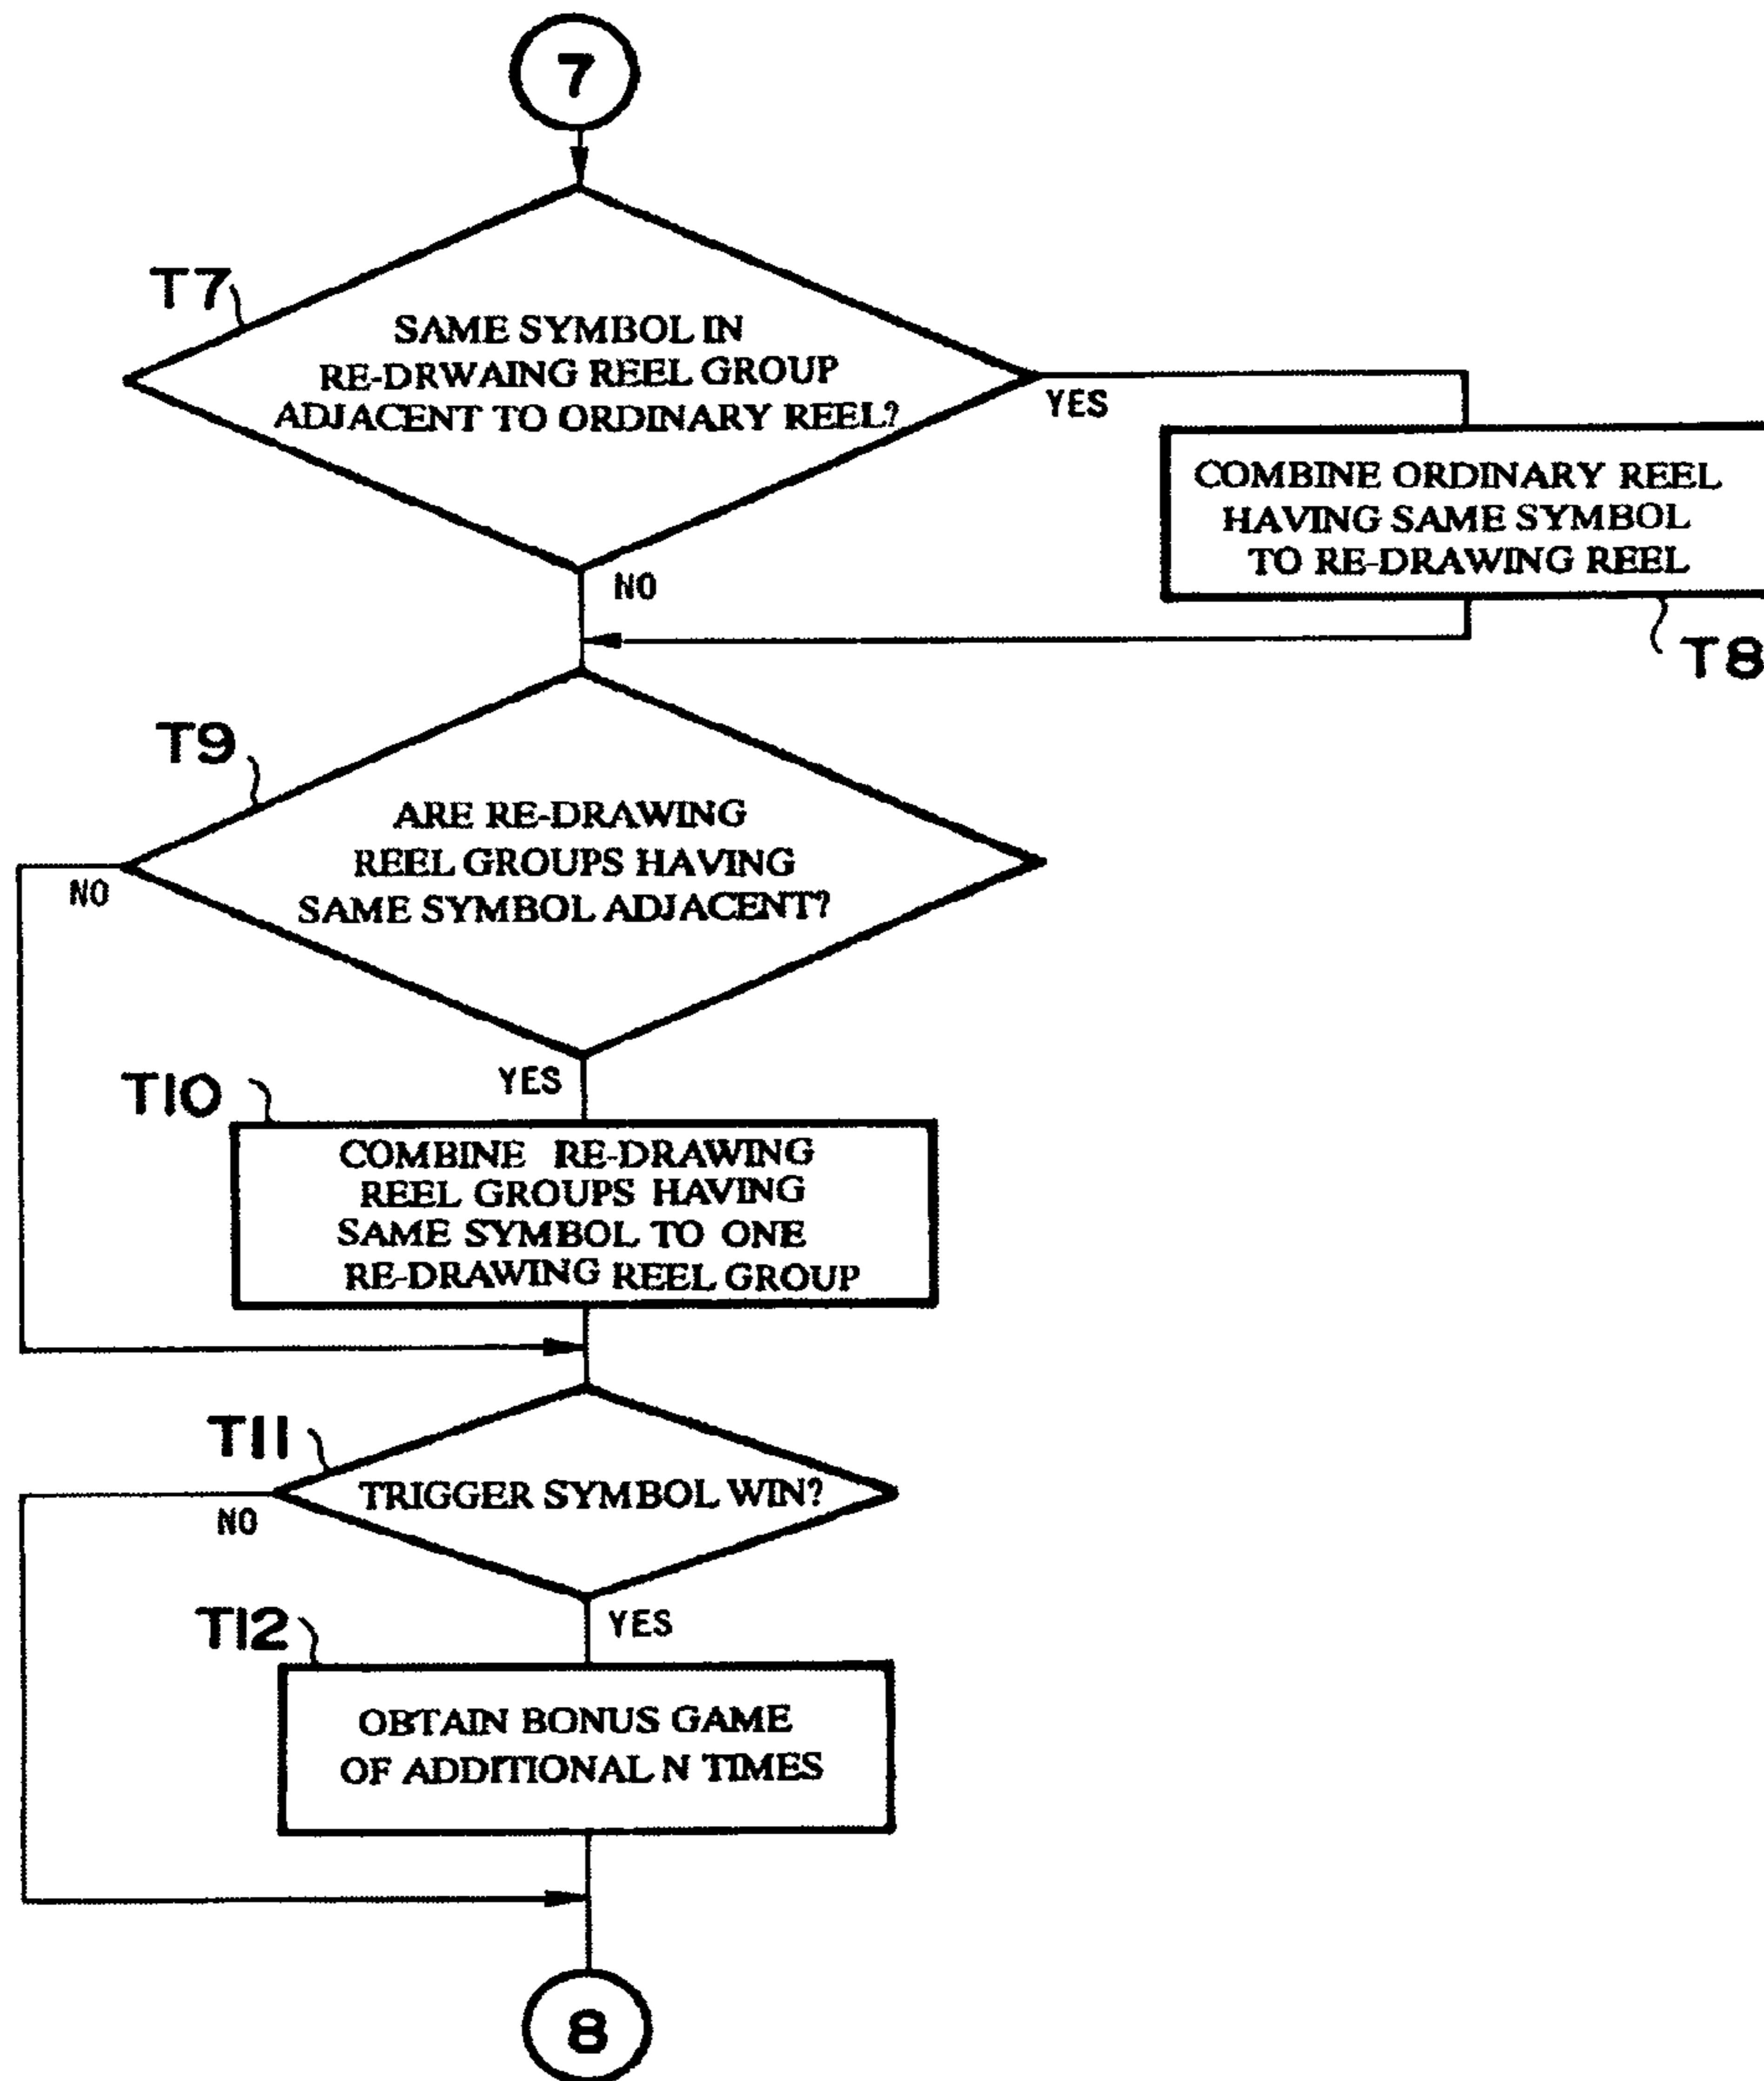 7
T7
SAME SYMBOL IN
RE-DRWAING REEL GROUP
ADJACENT TO ORDINARY REEL?
YES
COMBINE ORDINARY REEL
HAVING SAME SYMBOL
TO RE-DRAWING REEL
T8
NO
T9
ARE RE-DRAWING
REEL GROUPS HAVING
SAME SYMBOL ADJACENT?
NO
YES
T10
COMBINE RE-DRAWING
REEL GROUPS HAVING
SAME SYMBOL TO ONE
RE-DRAWING REEL GROUP
T11
TRIGGER SYMBOL WIN?
NO
YES
T12
OBTAIN BONUS GAME
OF ADDITIONAL N TIMES
8